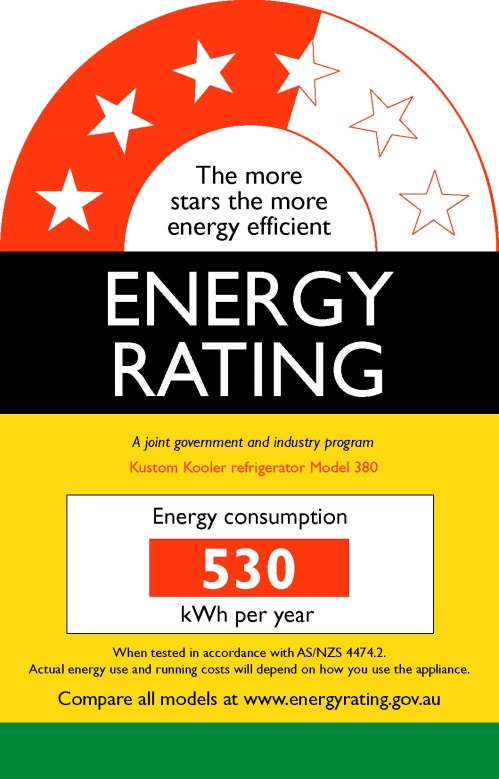 The more
stars the more
energy efficient
ENERGY
RATING
A joint government and industry program
Kustom Kooler refrigerator Model 380
Energy consumption
530
kWh per year
When tested in accordance with AS/NZS 4474.2.
Actual energy use and running costs will depend on how you use the appliance.
Compare all models at www.energyrating.gov.au